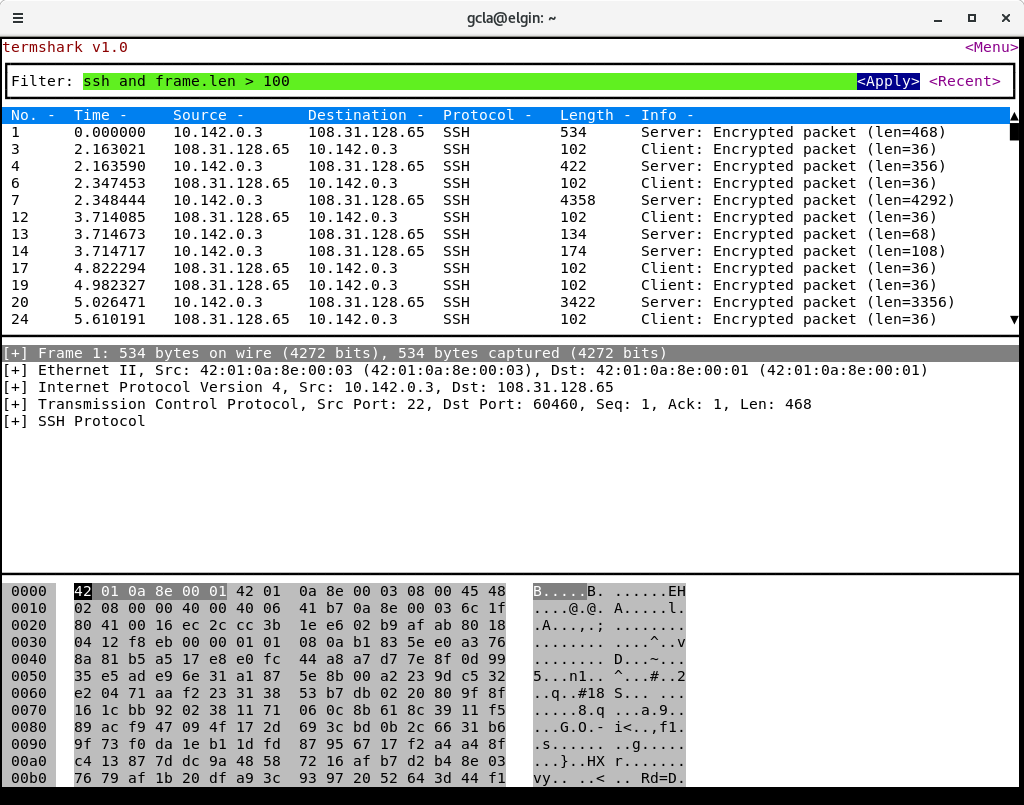 gcla@elgin: ~
termshark v1.0 <Menu>
Filter: ssh and frame.len > 100 <Apply> <Recent>
No. - Time - Source - Destination - Protocol - Length - Info -
1 0.000000 10.142.0.3 108.31.128.65 SSH 534 Server: Encrypted packet (len=468)
3 2.163021 108.31.128.65 10.142.0.3 SSH 102 Client: Encrypted packet (len=36)
4 2.163590 10.142.0.3 108.31.128.65 SSH 422 Server: Encrypted packet (len=356)
6 2.347453 108.31.128.65 10.142.0.3 SSH 102 Client: Encrypted packet (len=36)
7 2.348444 10.142.0.3 108.31.128.65 SSH 4358 Server: Encrypted packet (len=4292)
12 3.714085 108.31.128.65 10.142.0.3 SSH 102 Client: Encrypted packet (len=36)
13 3.714673 10.142.0.3 108.31.128.65 SSH 134 Server: Encrypted packet (len=68)
14 3.714717 10.142.0.3 108.31.128.65 SSH 174 Server: Encrypted packet (len=108)
17 4.822294 108.31.128.65 10.142.0.3 SSH 102 Client: Encrypted packet (len=36)
19 4.982327 108.31.128.65 10.142.0.3 SSH 102 Client: Encrypted packet (len=36)
20 5.026471 10.142.0.3 108.31.128.65 SSH 3422 Server: Encrypted packet (len=3356)
24 5.610191 108.31.128.65 10.142.0.3 SSH 102 Client: Encrypted packet (len=36)
[+] Frame 1: 534 bytes on wire (4272 bits), 534 bytes captured (4272 bits)
[+] Ethernet II, Src: 42:01:0a:8e:00:03 (42:01:0a:8e:00:03), Dst: 42:01:0a:8e:00:01 (42:01:0a:8e:00:01)
[+] Internet Protocol Version 4, Src: 10.142.0.3, Dst: 108.31.128.65
[+] Transmission Control Protocol, Src Port: 22, Dst Port: 60460, Seq: 1, Ack: 1, Len: 468
[+] SSH Protocol
0000 42 01 0a 8e 00 01 42 01 0a 8e 00 03 08 00 45 48 B.....B. ......EH
0010 02 08 00 00 40 00 40 06 41 b7 0a 8e 00 03 6c 1f ....@.@. A.....l.
0020 80 41 00 16 ec 2c cc 3b 1e e6 02 b9 af ab 80 18 .A...,.; ........
0030 04 12 f8 eb 00 00 01 01 08 0a b1 83 5e e0 a3 76 ........ ....^..v
0040 8a 81 b5 a5 17 e8 e0 fc 44 a8 a7 d7 7e 8f 0d 99 ........ D...~...
0050 35 e5 ad e9 6e 31 a1 87 5e 8b 00 a2 23 9d c5 32 5...n1.. ^...#..2
0060 e2 04 71 aa f2 23 31 38 53 b7 db 02 20 80 9f 8f ..q..#18 S... ...
0070 16 1c bb 92 02 38 11 71 06 0c 8b 61 8c 39 11 f5 .....8.q ...a.9..
0080 89 ac f9 47 09 4f 17 2d 69 3c bd 0b 2c 66 31 b6 ...G.O.- i<..,f1.
0090 9f 73 f0 da 1e b1 1d fd 87 95 67 17 f2 a4 a4 8f .s...... ..g.....
00a0 c4 13 87 7d dc 9a 48 58 72 16 af b7 d2 b4 8e 03 ...}..HX r.......
00b0 76 79 af 1b 20 df a9 3c 93 97 20 52 64 3d 44 f1 vy.. ..< .. Rd=D.